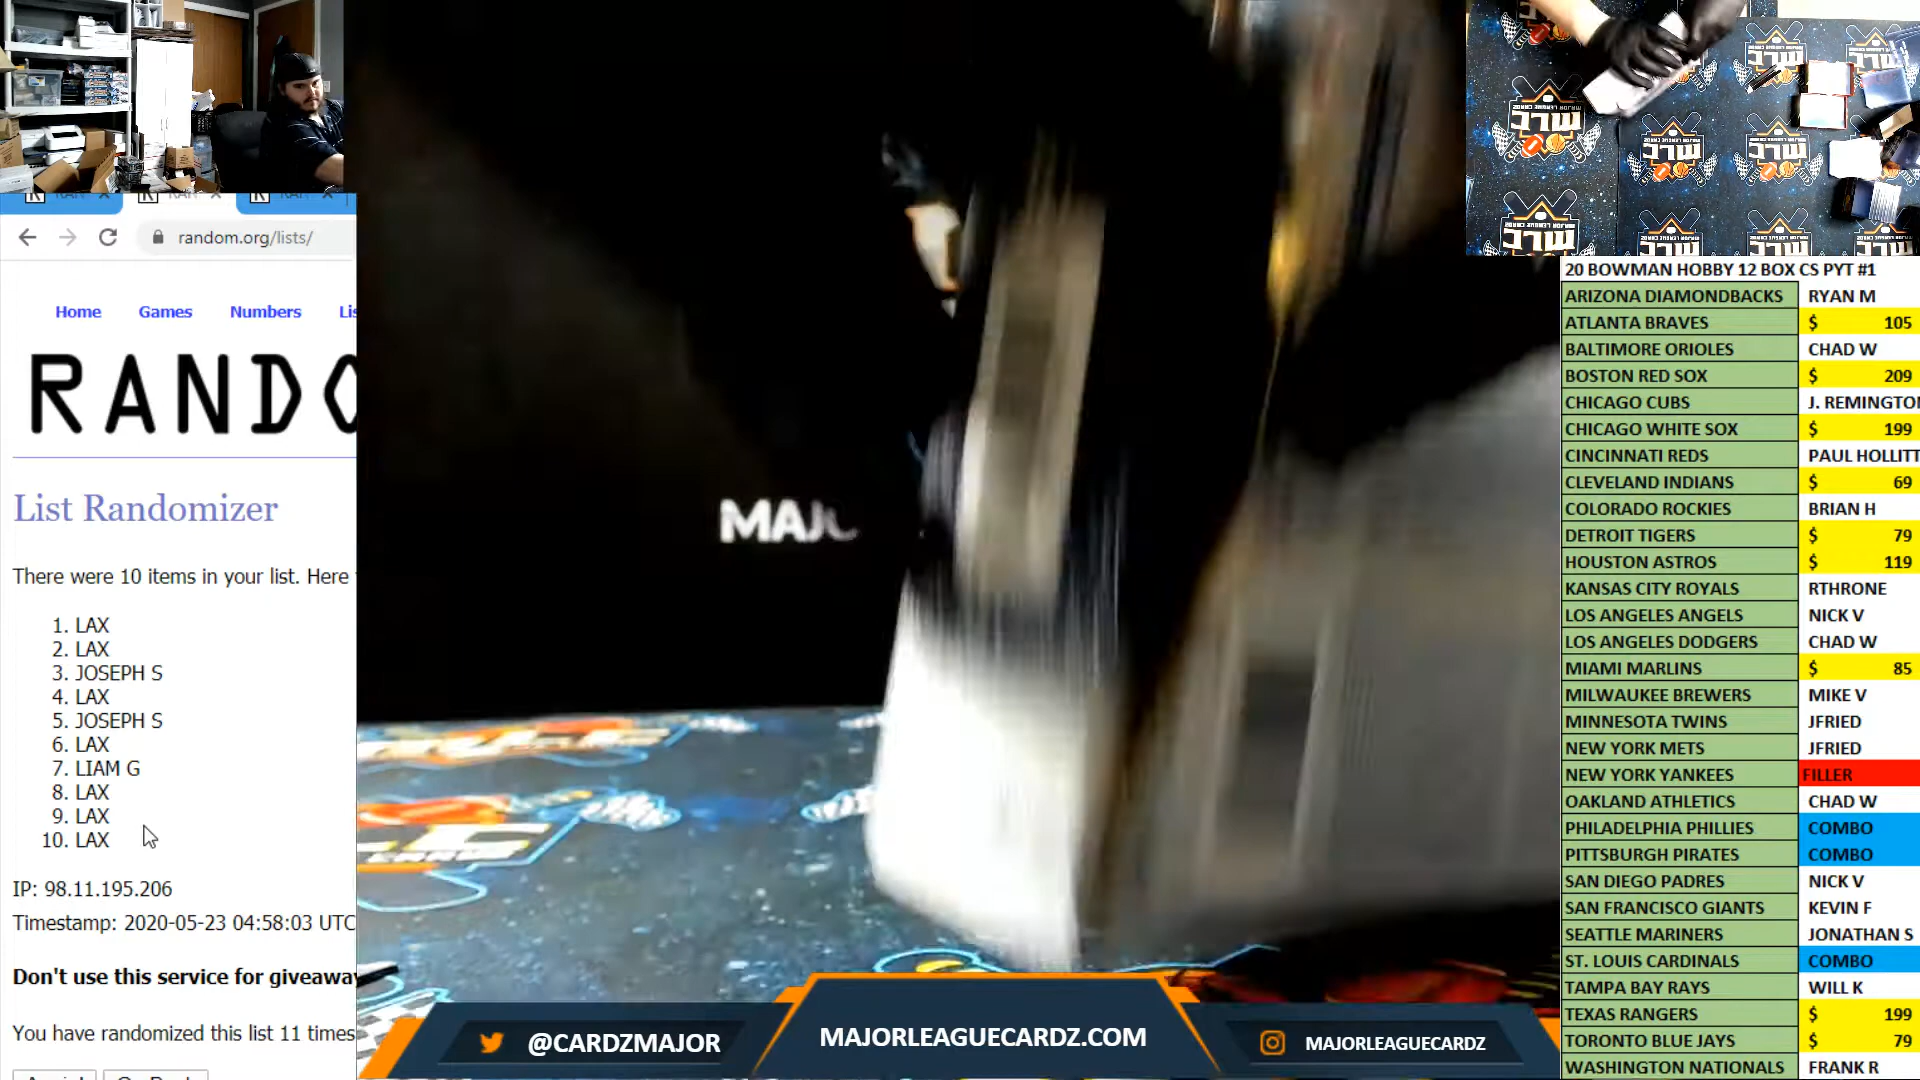 random.org/lists/
Home Games Numbers Lis
RANDO
List Randomizer
There were 10 items in your list. Here
1. LAX
2. LAX
3. JOSEPH S
4. LAX
5. JOSEPH S
6. LAX
7. LIAM G
8. LAX
9. LAX
10. LAX
IP: 98.11.195.206
Timestamp: 2020-05-23 04:58:03 UTC
Don't use this service for giveaway
You have randomized this list 11 times
MAJO
@CARDZMAJOR
MAJORLEAGUECARDZ.COM
MAJORLEAGUECARDZ
20 BOWMAN HOBBY 12 BOX CS PYT #1
ARIZONA DIAMONDBACKS RYAN M
ATLANTA BRAVES $ 105
BALTIMORE ORIOLES CHAD W
BOSTON RED SOX $ 209
CHICAGO CUBS J. REMINGTON
CHICAGO WHITE SOX $ 199
CINCINNATI REDS PAUL HOLLITT
CLEVELAND INDIANS $ 69
COLORADO ROCKIES BRIAN H
DETROIT TIGERS $ 79
HOUSTON ASTROS $ 119
KANSAS CITY ROYALS RTHRONE
LOS ANGELES ANGELS NICK V
LOS ANGELES DODGERS CHAD W
MIAMI MARLINS $ 85
MILWAUKEE BREWERS MIKE V
MINNESOTA TWINS JFRIED
NEW YORK METS JFRIED
NEW YORK YANKEES FILLER
OAKLAND ATHLETICS CHAD W
PHILADELPHIA PHILLIES COMBO
PITTSBURGH PIRATES COMBO
SAN DIEGO PADRES NICK V
SAN FRANCISCO GIANTS KEVIN F
SEATTLE MARINERS JONATHAN S
ST. LOUIS CARDINALS COMBO
TAMPA BAY RAYS WILL K
TEXAS RANGERS $ 199
TORONTO BLUE JAYS $ 79
WASHINGTON NATIONALS FRANK R